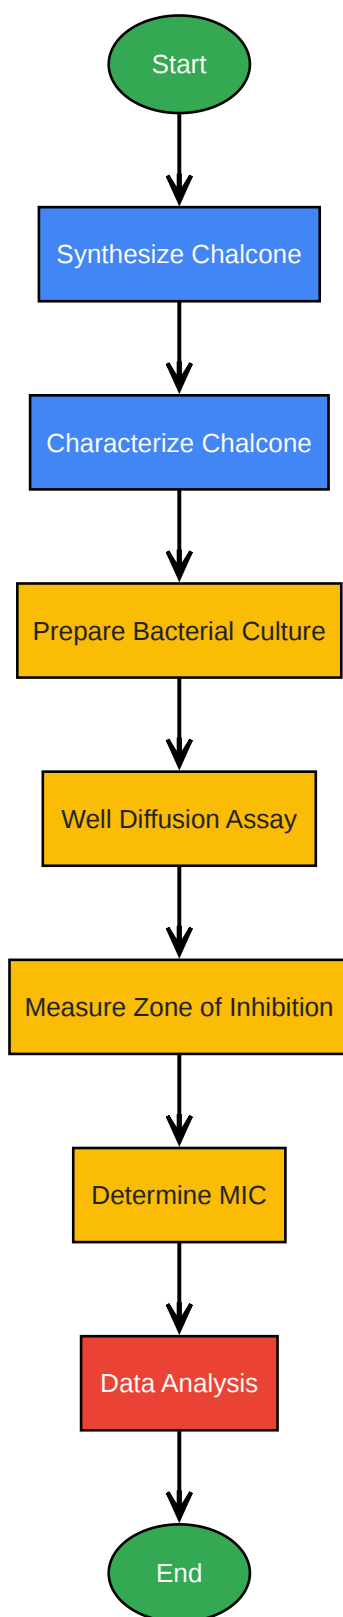 Start
Synthesize Chalcone
Characterize Chalcone
Prepare Bacterial Culture
Well Diffusion Assay
Measure Zone of Inhibition
Determine MIC
Data Analysis
End